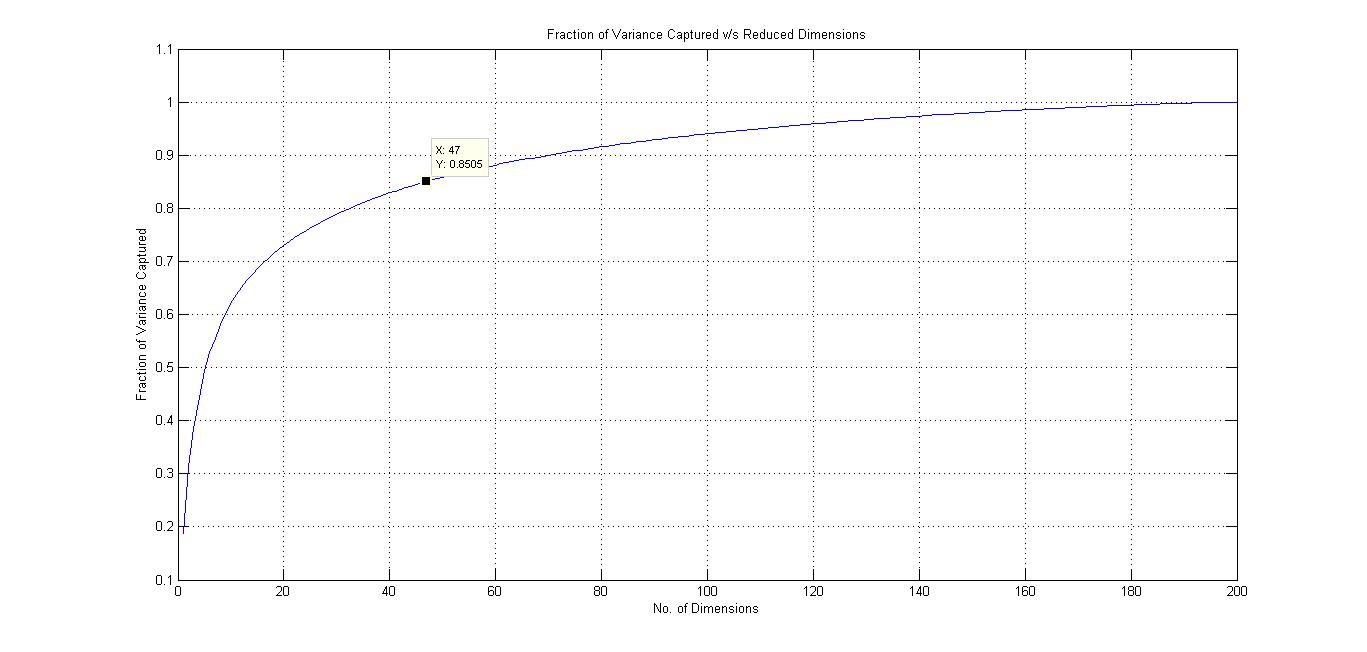 Fraction of Variance Captured v/s Reduced Dimensions
1.1
1
0.9
0.8
0.7
0.6
0.5
0.4
0.3
0.2
0.1
Fraction of Variance Captured
X: 47
Y: 0.8505
0 20 40 60 80 100 120 140 160 180 200
No. of Dimensions